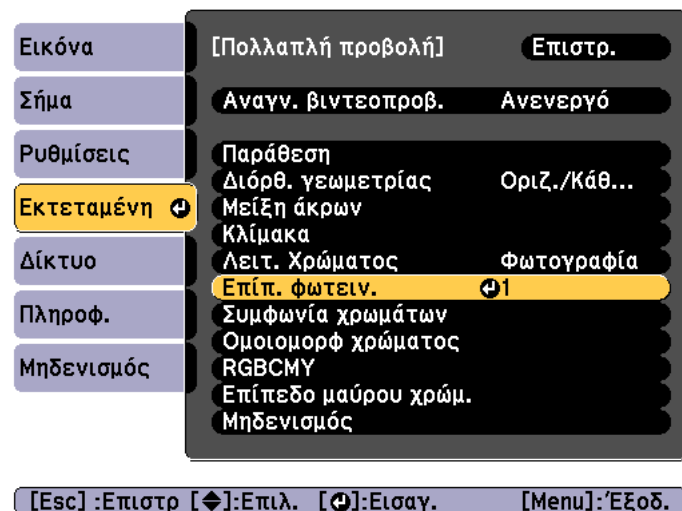 Εικόνα
Σήμα
Ρυθμίσεις
Εκτεταμένη
Δίκτυο
Πληροφ.
Μηδενισμός
[Πολλαπλή προβολή] Επιστρ.
Αναγν. βιντεοπροβ. Ανενεργό
Παράθεση
Διόρθ. γεωμετρίας Οριζ./Κάθ...
Μείξη άκρων
Κλίμακα
Λειτ. Χρώματος Φωτογραφία
Επίπ. φωτειν. 1
Συμφωνία χρωμάτων
Ομοιομορφ χρώματος
RGBCMY
Επίπεδο μαύρου χρώμ.
Μηδενισμός
[Esc] :Επιστρ [◆]:Επιλ. [⏎]:Εισαγ. [Menu]:Έξοδ.